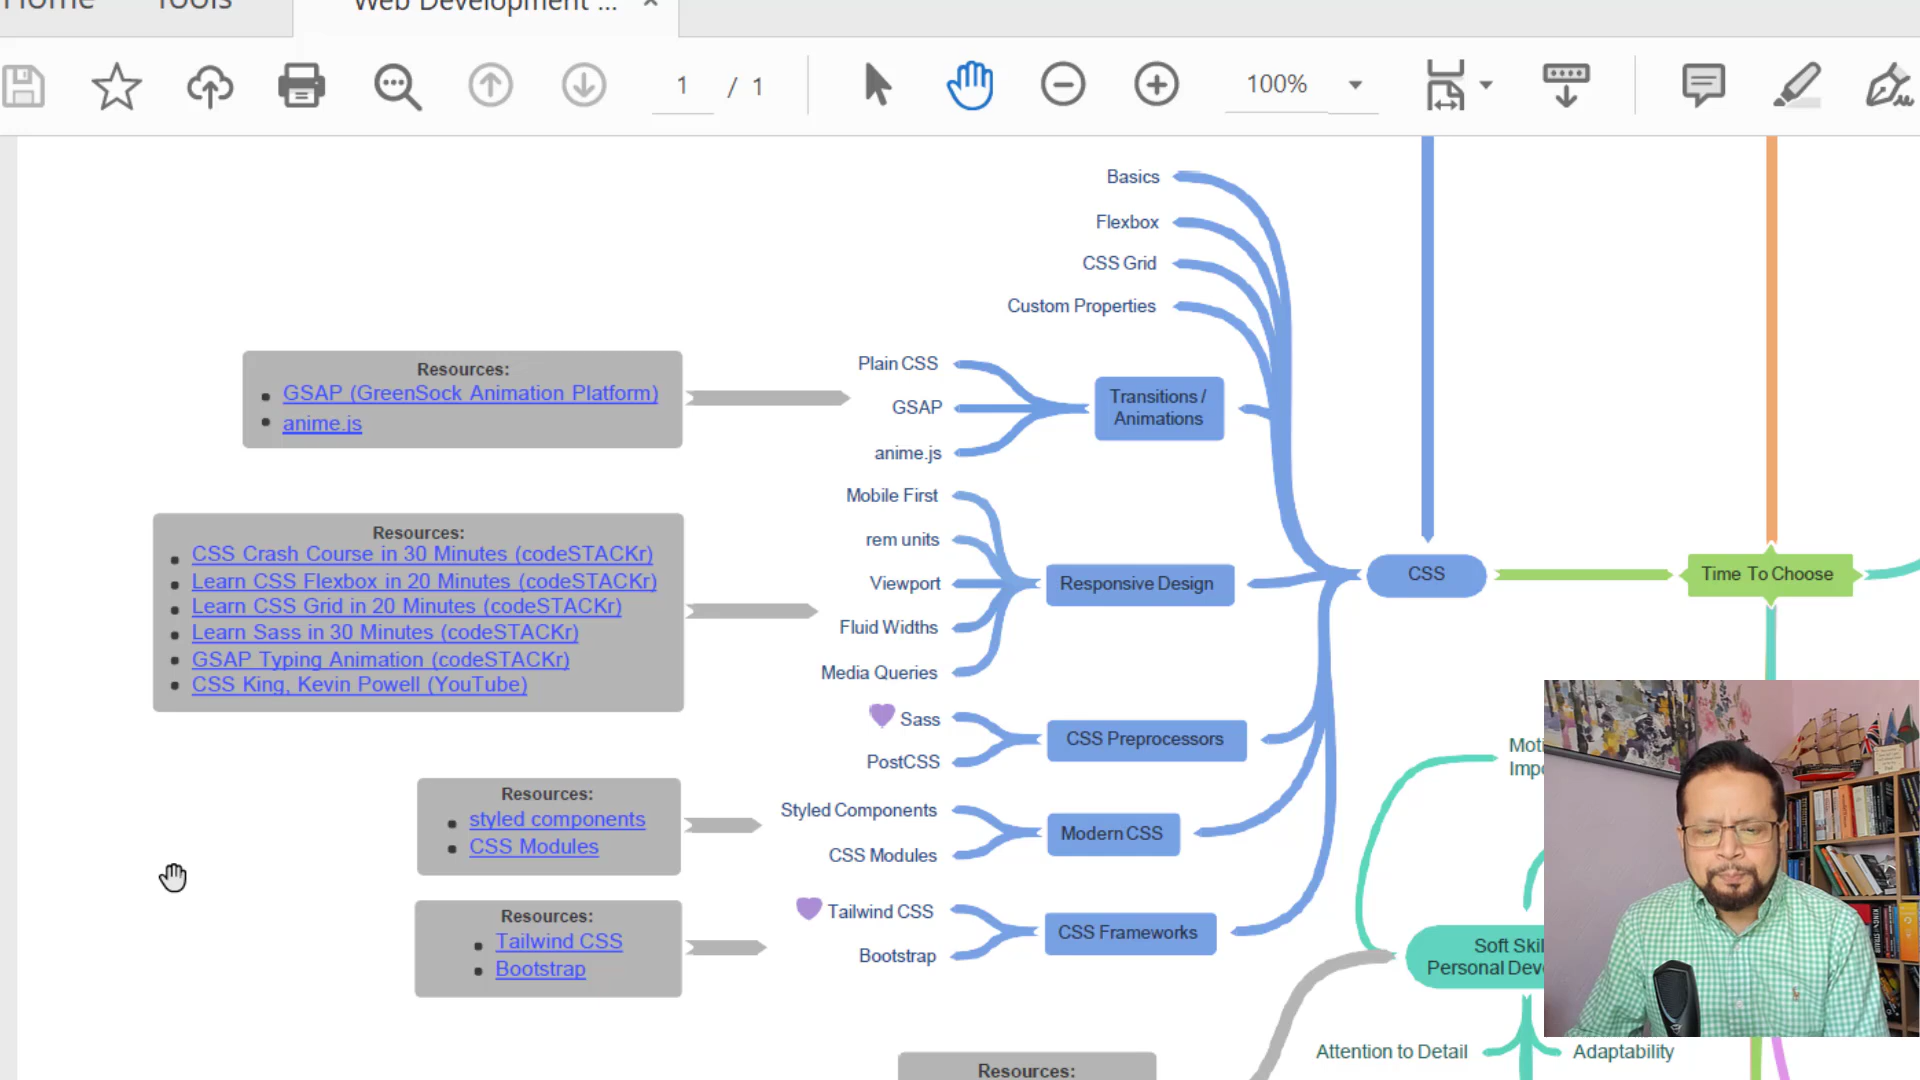 Home Tools Web Development ...
1 / 1 100%
Basics
Flexbox
CSS Grid
Custom Properties
Plain CSS
GSAP
anime.js
Transitions /
Animations
Resources:
GSAP (GreenSock Animation Platform)
anime.js
Mobile First
rem units
Viewport
Fluid Widths
Media Queries
Responsive Design
CSS
Time To Choose
Resources:
CSS Crash Course in 30 Minutes (codeSTACKr)
Learn CSS Flexbox in 20 Minutes (codeSTACKr)
Learn CSS Grid in 20 Minutes (codeSTACKr)
Learn Sass in 30 Minutes (codeSTACKr)
GSAP Typing Animation (codeSTACKr)
CSS King, Kevin Powell (YouTube)
Sass
PostCSS
CSS Preprocessors
Moti
Impo
Resources:
styled components
CSS Modules
Styled Components
CSS Modules
Modern CSS
Resources:
Tailwind CSS
Bootstrap
Tailwind CSS
Bootstrap
CSS Frameworks
Soft Skil
Personal Deve
Attention to Detail
Adaptability
Resources: